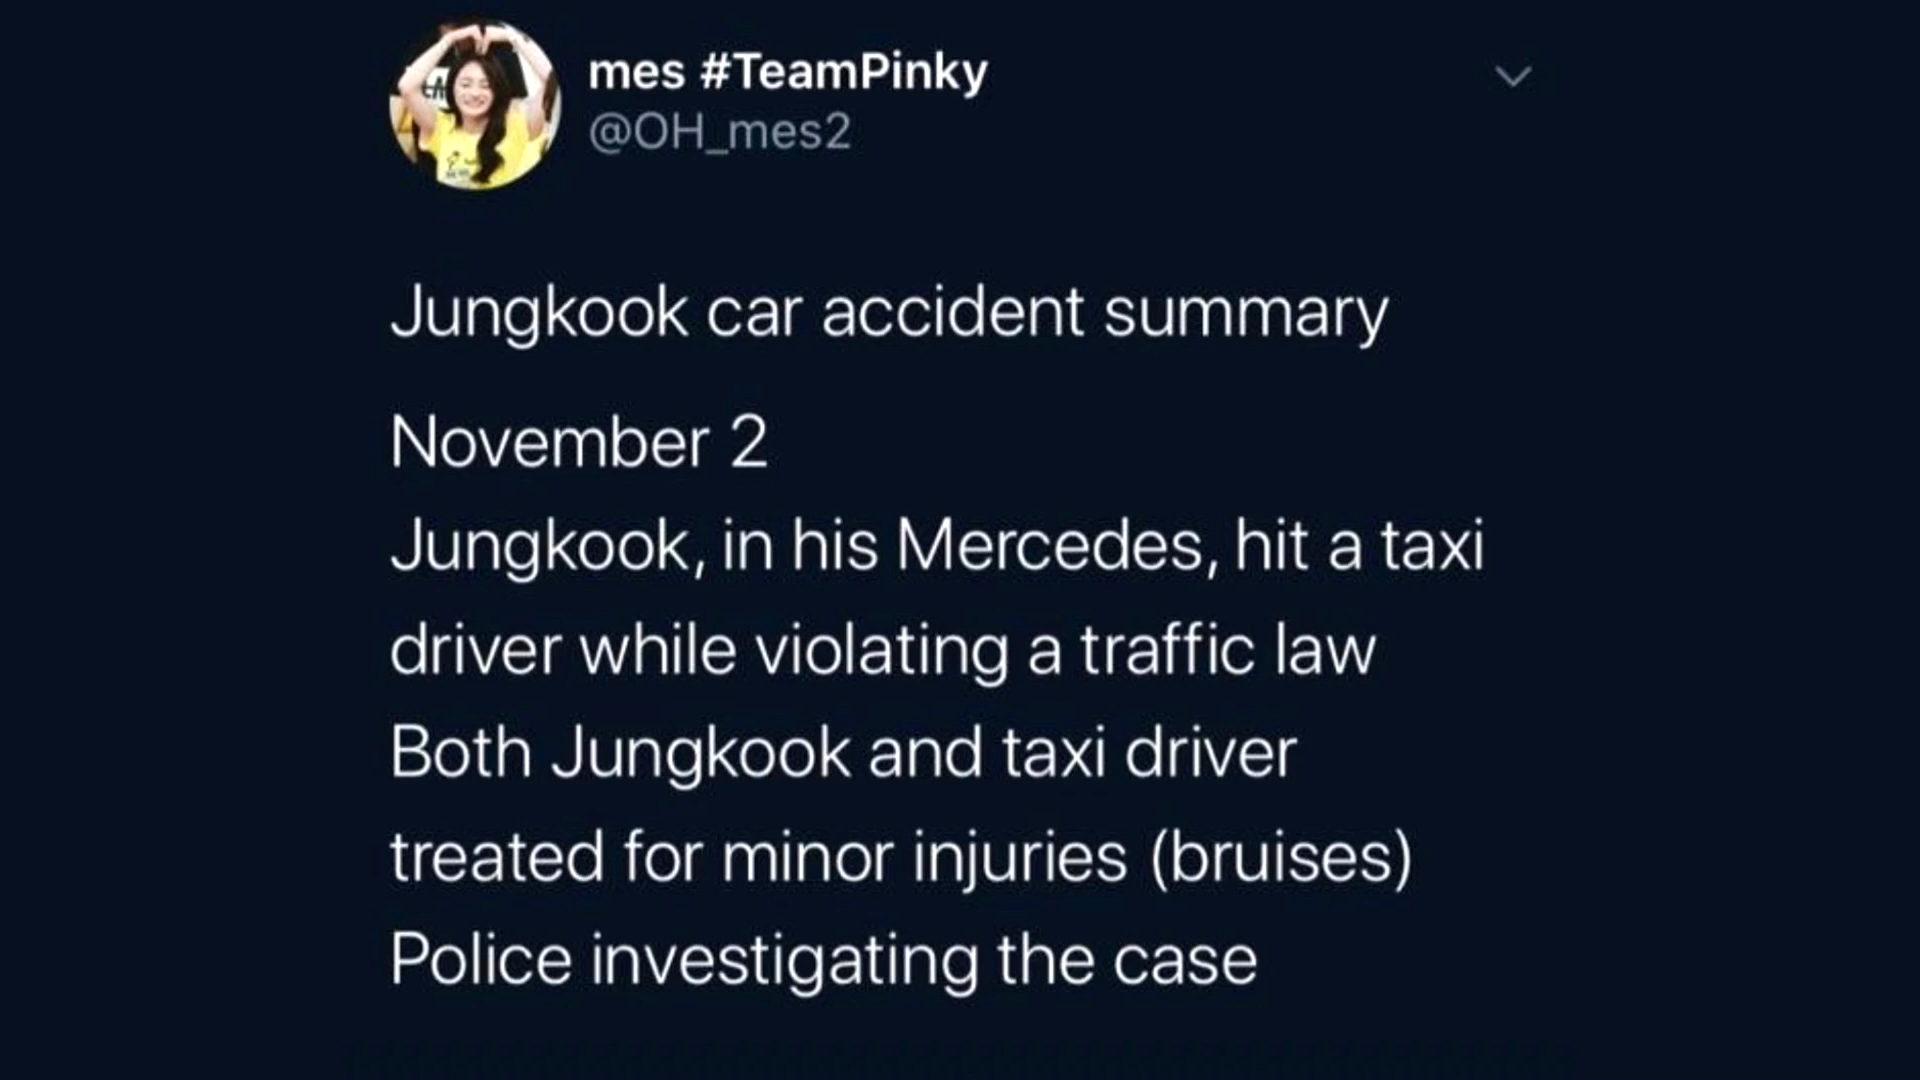 mes #TeamPinky
@OH_mes2
Jungkook car accident summary
November 2
Jungkook, in his Mercedes, hit a taxi
driver while violating a traffic law
Both Jungkook and taxi driver
treated for minor injuries (bruises)
Police investigating the case